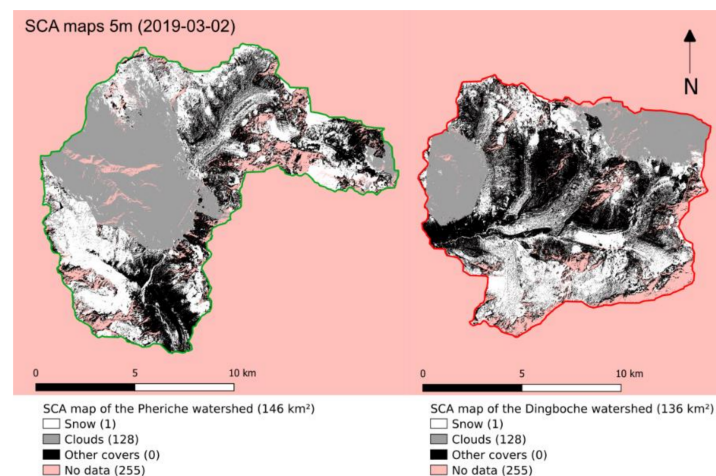 SCA maps 5m (2019-03-02)
N
0 5 10 km
0 5 10 km
SCA map of the Pheriche watershed (146 km²)
Snow (1)
Clouds (128)
Other covers (0)
No data (255)
SCA map of the Dingboche watershed (136 km²)
Snow (1)
Clouds (128)
Other covers (0)
No data (255)